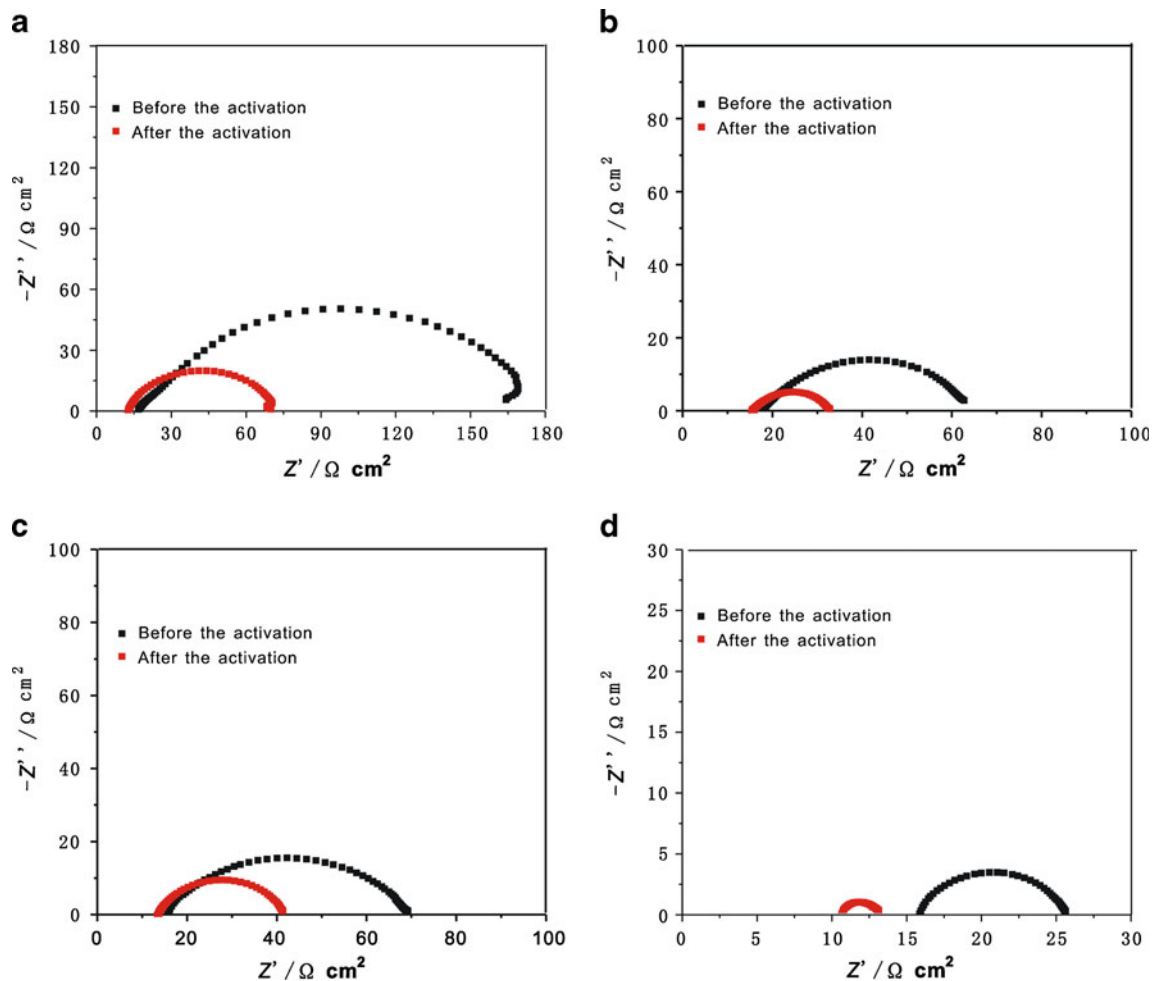 a
180
150
120
90
60
30
0
-Z'' / Ω cm²
Before the activation
After the activation
0 30 60 90 120 150 180
Z' / Ω cm²
b
100
80
60
40
20
0
-Z'' / Ω cm²
Before the activation
After the activation
0 20 40 60 80 100
Z' / Ω cm²
c
100
80
60
40
20
0
-Z'' / Ω cm²
Before the activation
After the activation
0 20 40 60 80 100
Z' / Ω cm²
d
30
25
20
15
10
5
0
-Z'' / Ω cm²
Before the activation
After the activation
0 5 10 15 20 25 30
Z' / Ω cm²